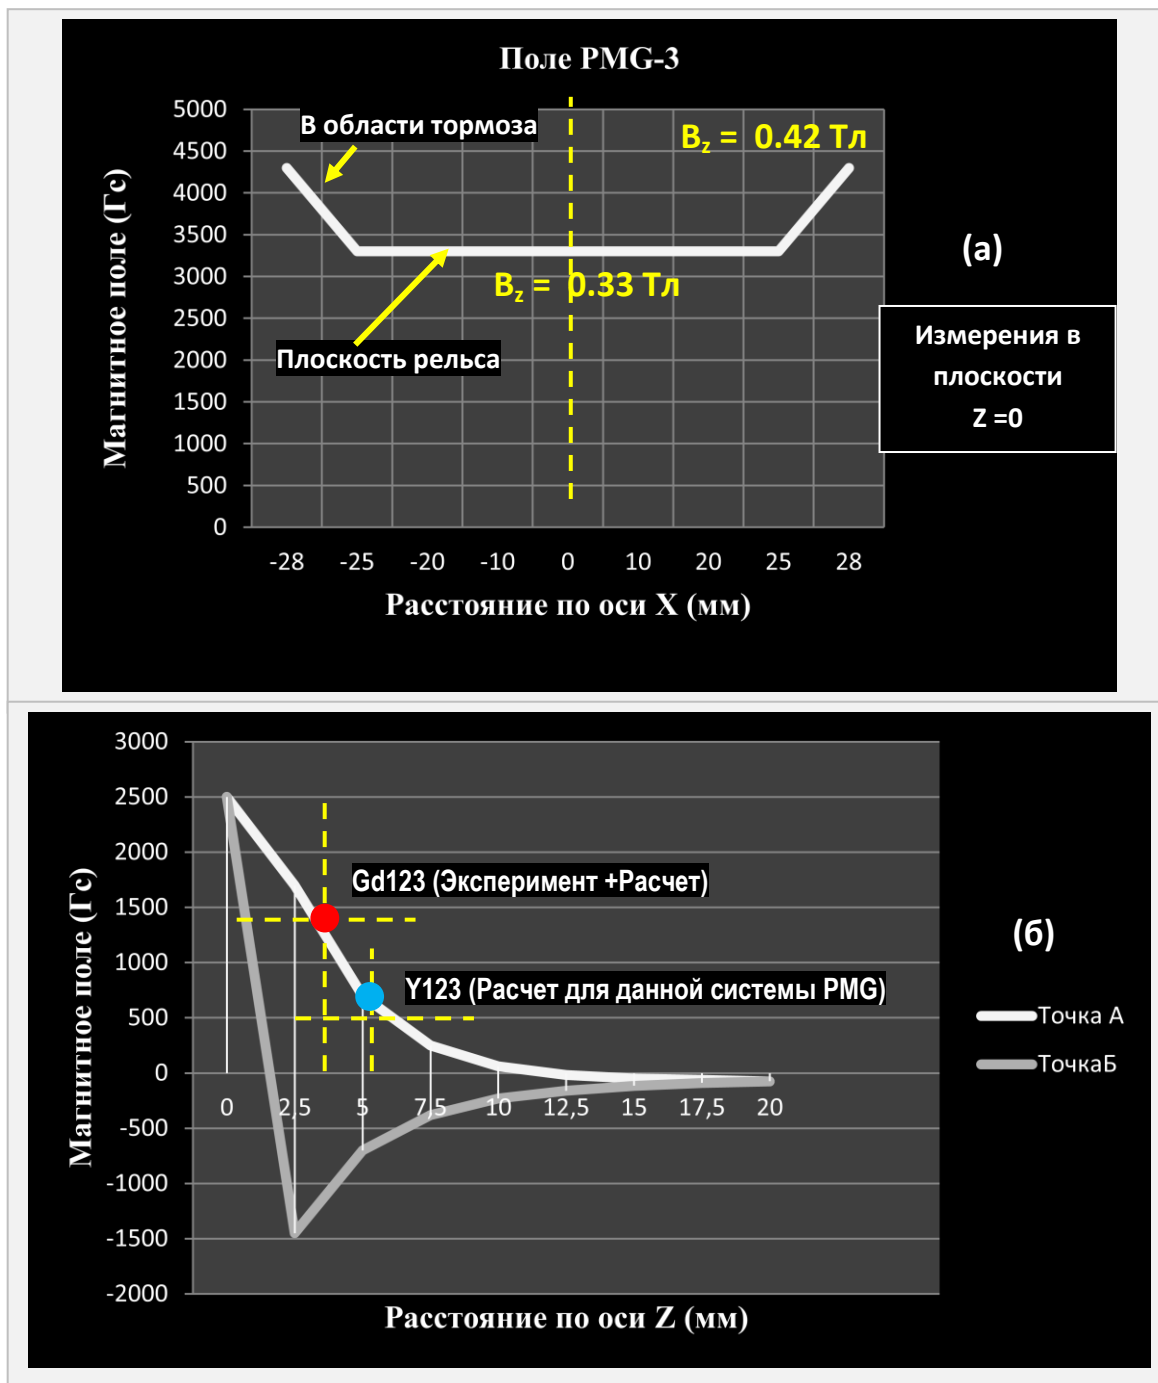 Поле PMG-3
5000
4500
4000
3500
3000
2500
2000
1500
1000
500
0
Магнитное поле (Гс)
В области тормоза
Bz = 0.42 Тл
Bz = 0.33 Тл
Плоскость рельса
(а)
Измерения в
плоскости
Z =0
-28 -25 -20 -10 0 10 20 25 28
Расстояние по оси X (мм)
3000
2500
2000
1500
1000
500
0
-500
-1000
-1500
-2000
Магнитное поле (Гс)
Gd123 (Эксперимент +Расчет)
Y123 (Расчет для данной системы PMG)
(б)
Точка А
ТочкаБ
0 2,5 5 7,5 10 12,5 15 17,5 20
Расстояние по оси Z (мм)